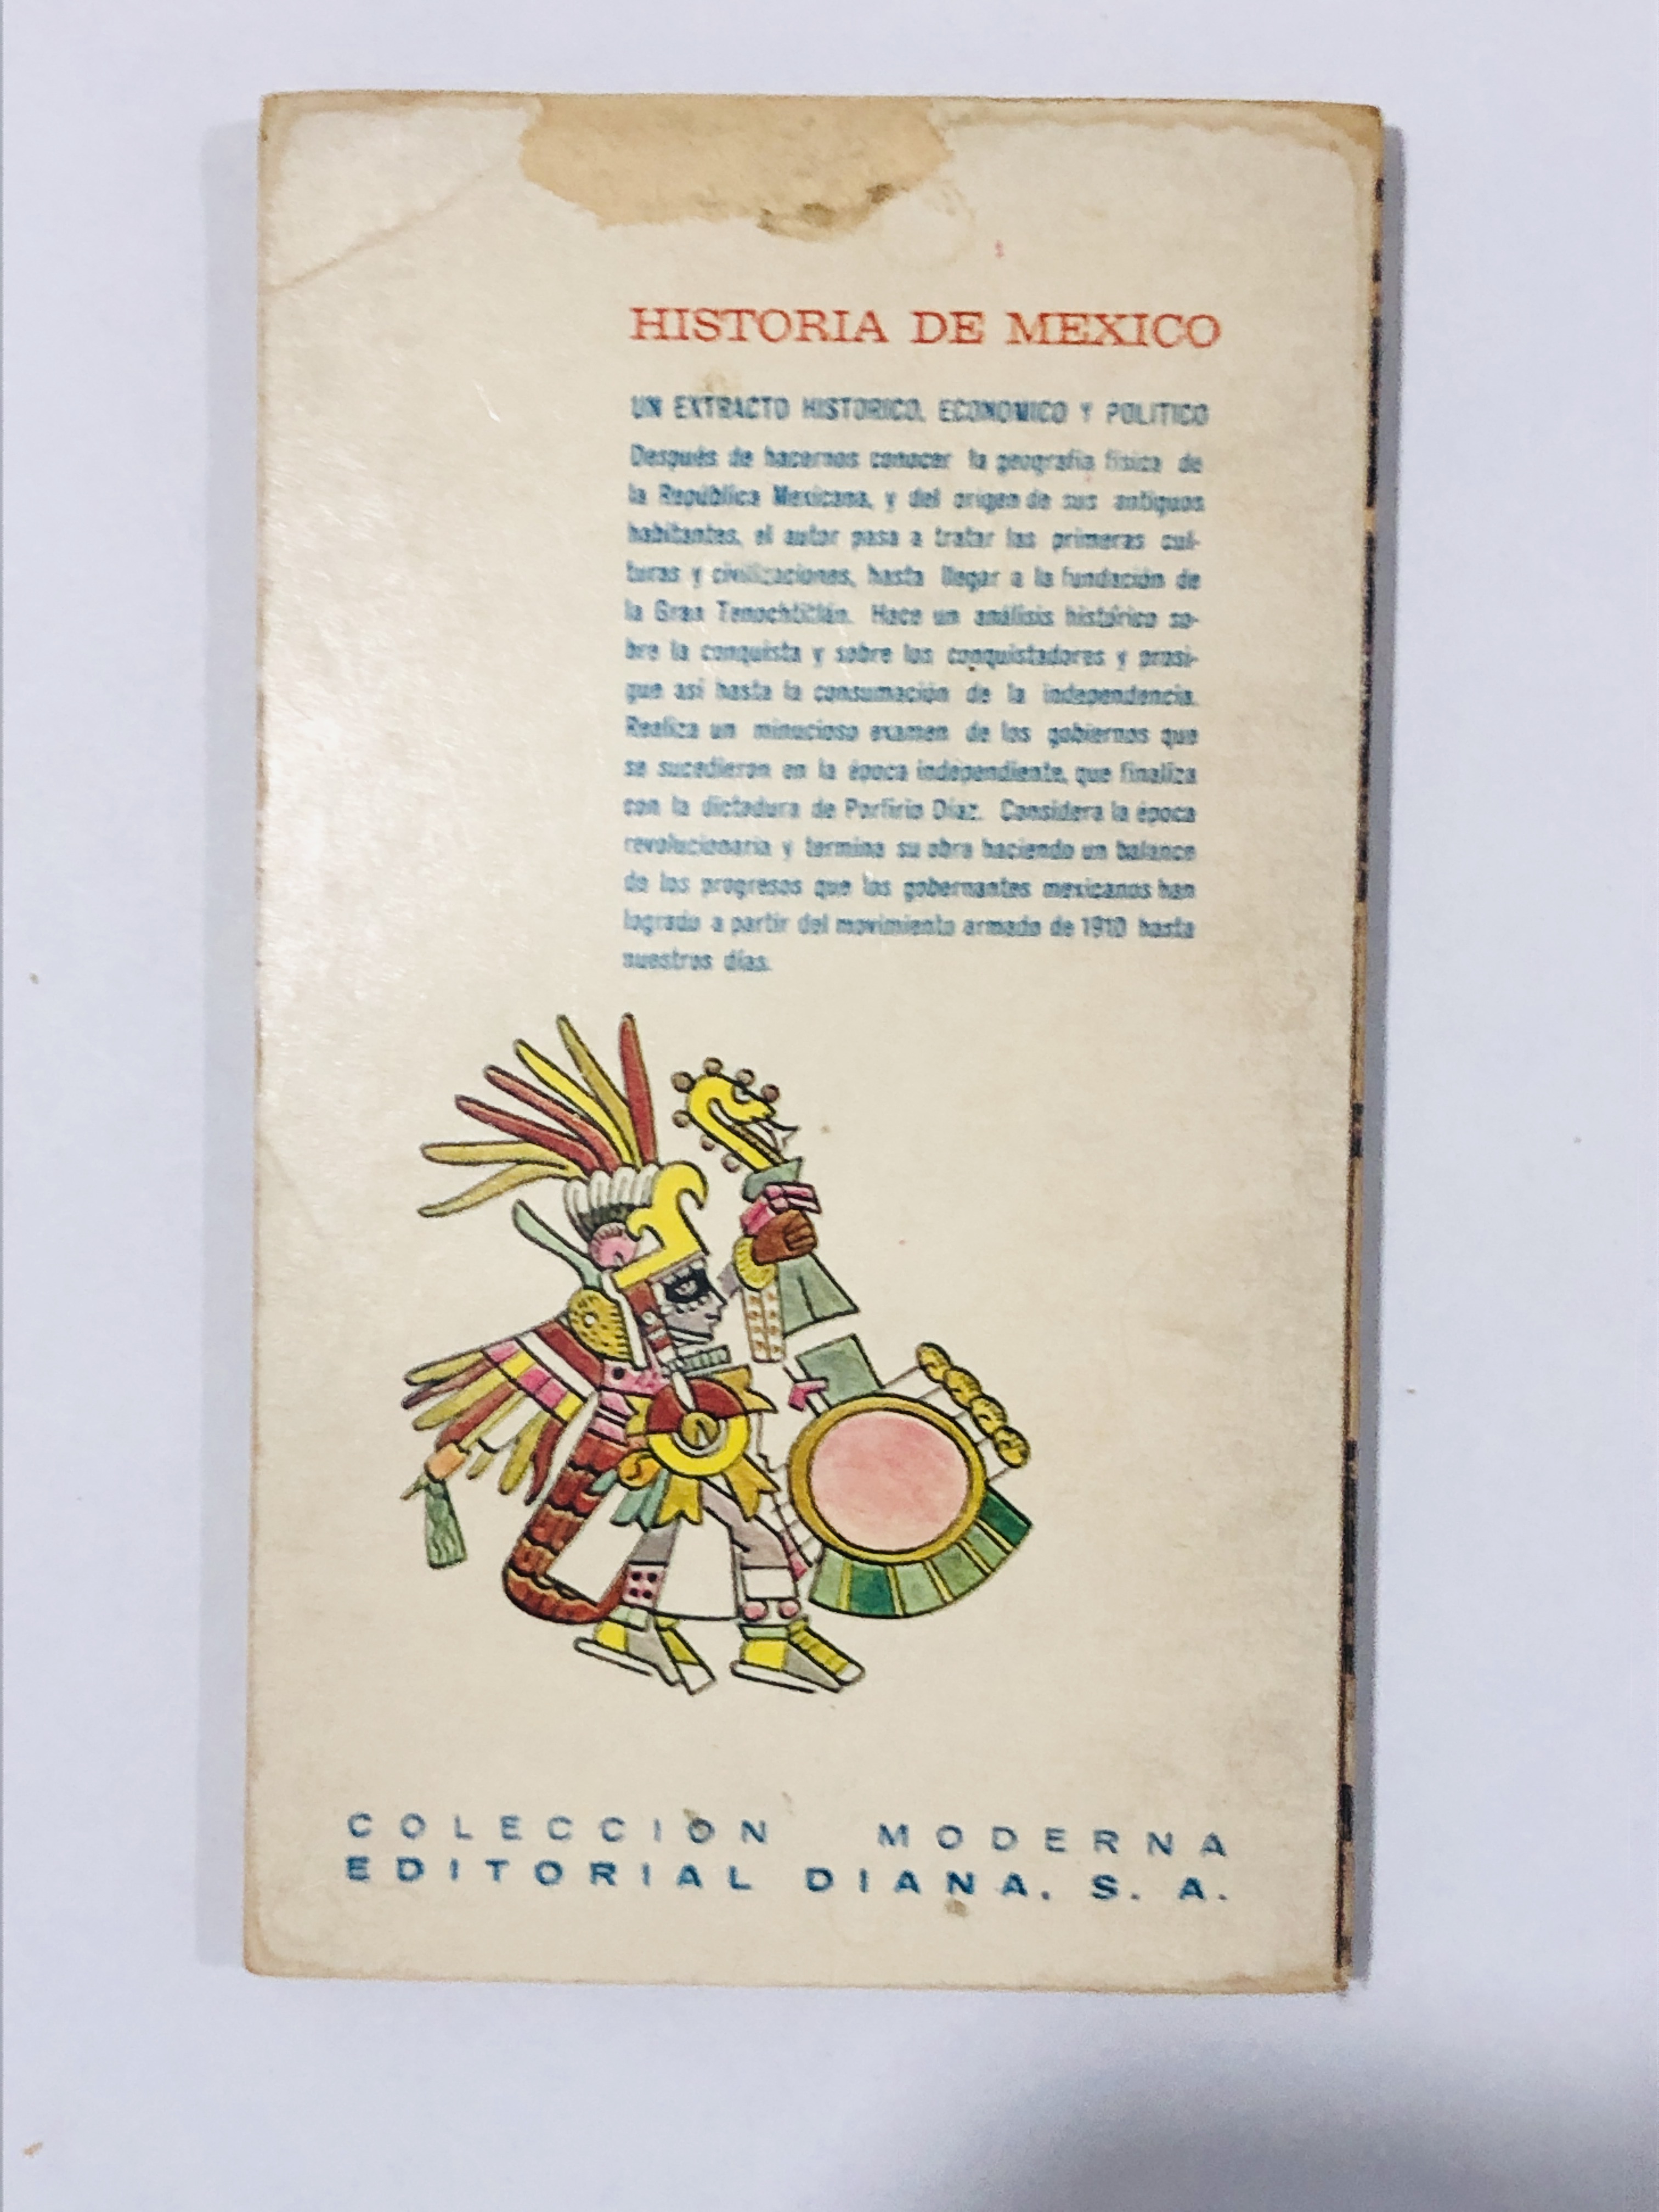 HISTORIA DE MEXICO
UN EXTRACTO HISTORICO, ECONOMICO Y POLITICO
Después de hacernos conocer la geografía física de
la República Mexicana, y del origen de sus antiguos
habitantes, el autor pasa a tratar las primeras cul-
turas y civilizaciones, hasta llegar a la fundación de
la Gran Tenochtitlán. Hace un análisis histórico so-
bre la conquista y sobre los conquistadores y prosi-
gue así hasta la consumación de la independencia.
Realiza un minucioso examen de los gobiernos que
se sucedieron en la época independiente, que finaliza
con la dictadura de Porfirio Díaz. Considera la época
revolucionaria y termina su obra haciendo un balance
de los progresos que los gobernantes mexicanos han
logrado a partir del movimiento armado de 1910 hasta
nuestros días.
COLECCION MODERNA
EDITORIAL DIANA, S. A.